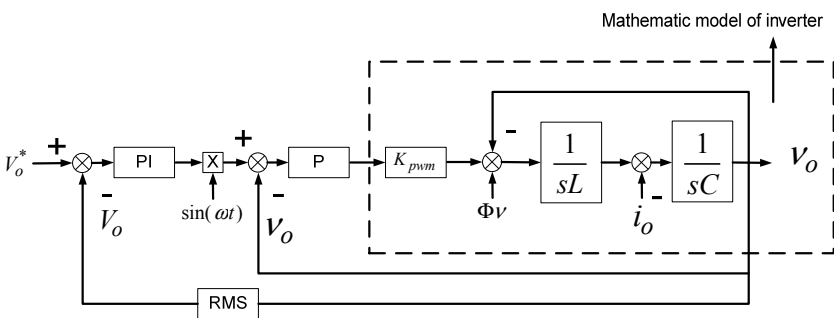 Mathematic model of inverter
V_o^* + - V_o
PI
X
sin(ωt)
+ - v_o
P
K_pwm
-
Φv
1/sL
- i_o
1/sC
v_o
RMS